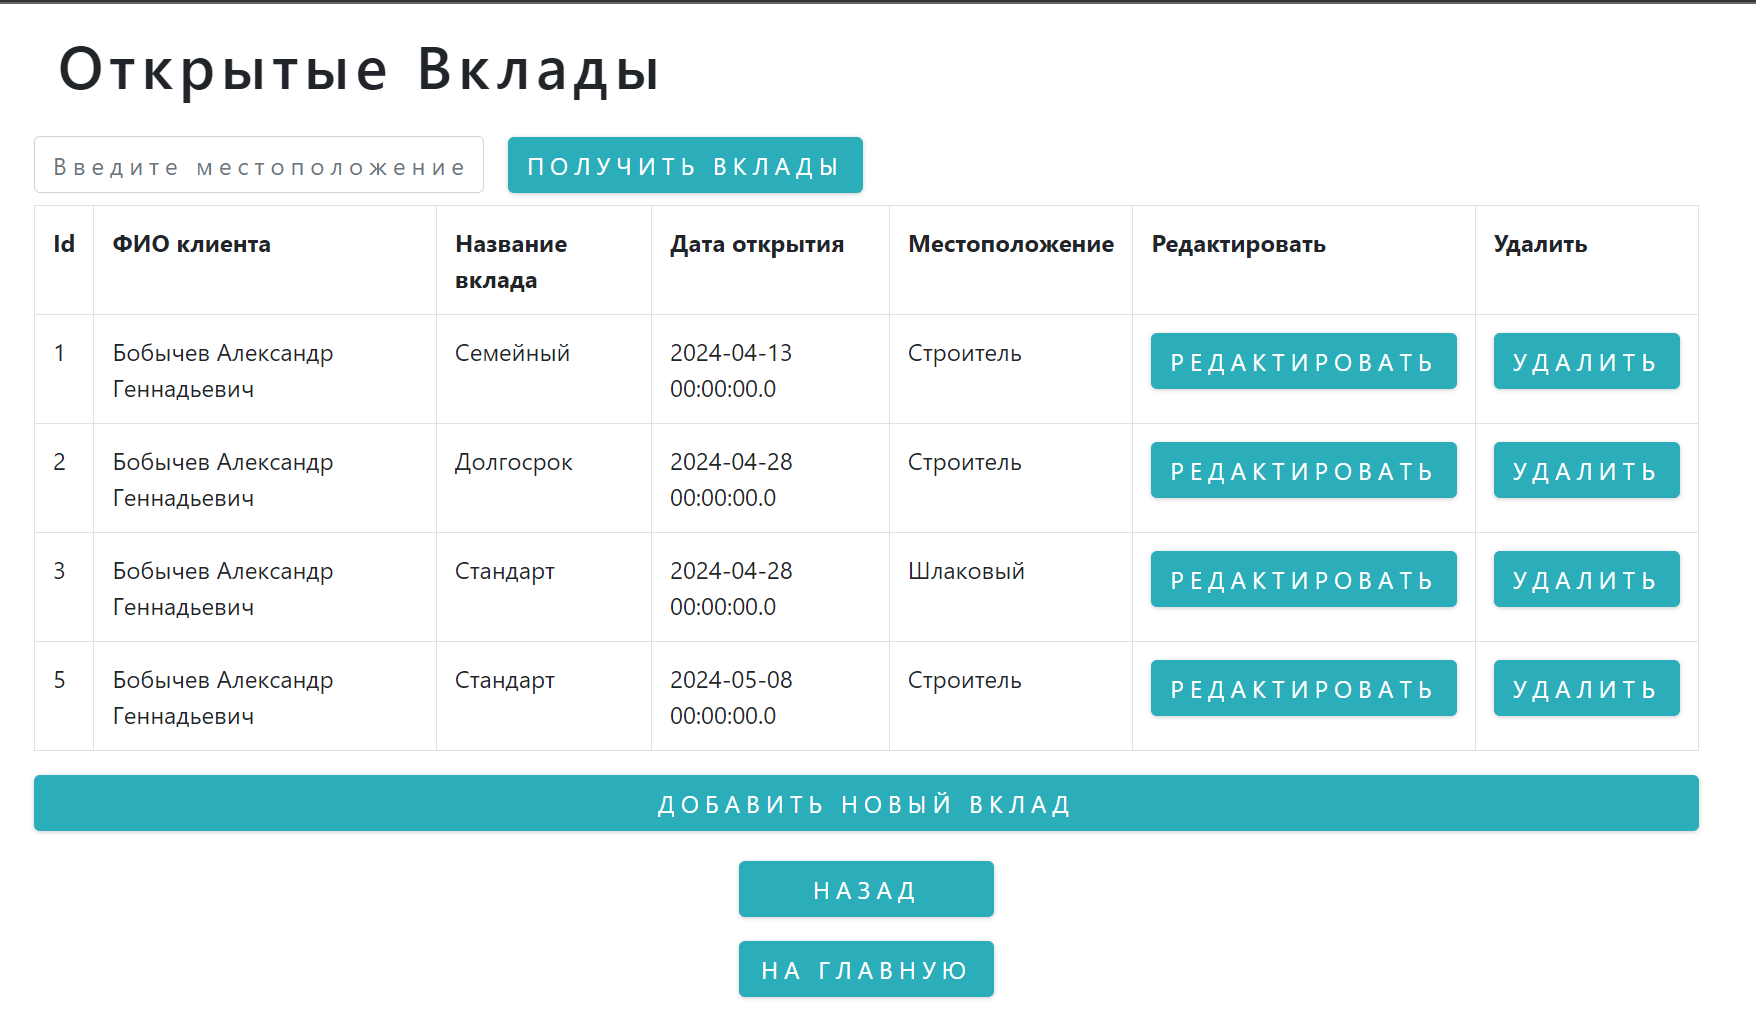 Открытые Вклады
Введите местоположение
ПОЛУЧИТЬ ВКЛАДЫ
Id ФИО клиента Название вклада Дата открытия Местоположение Редактировать Удалить
1 Бобычев Александр Геннадьевич Семейный 2024-04-13 00:00:00.0 Строитель РЕДАКТИРОВАТЬ УДАЛИТЬ
2 Бобычев Александр Геннадьевич Долгосрок 2024-04-28 00:00:00.0 Строитель РЕДАКТИРОВАТЬ УДАЛИТЬ
3 Бобычев Александр Геннадьевич Стандарт 2024-04-28 00:00:00.0 Шлаковый РЕДАКТИРОВАТЬ УДАЛИТЬ
5 Бобычев Александр Геннадьевич Стандарт 2024-05-08 00:00:00.0 Строитель РЕДАКТИРОВАТЬ УДАЛИТЬ
ДОБАВИТЬ НОВЫЙ ВКЛАД
НАЗАД
НА ГЛАВНУЮ